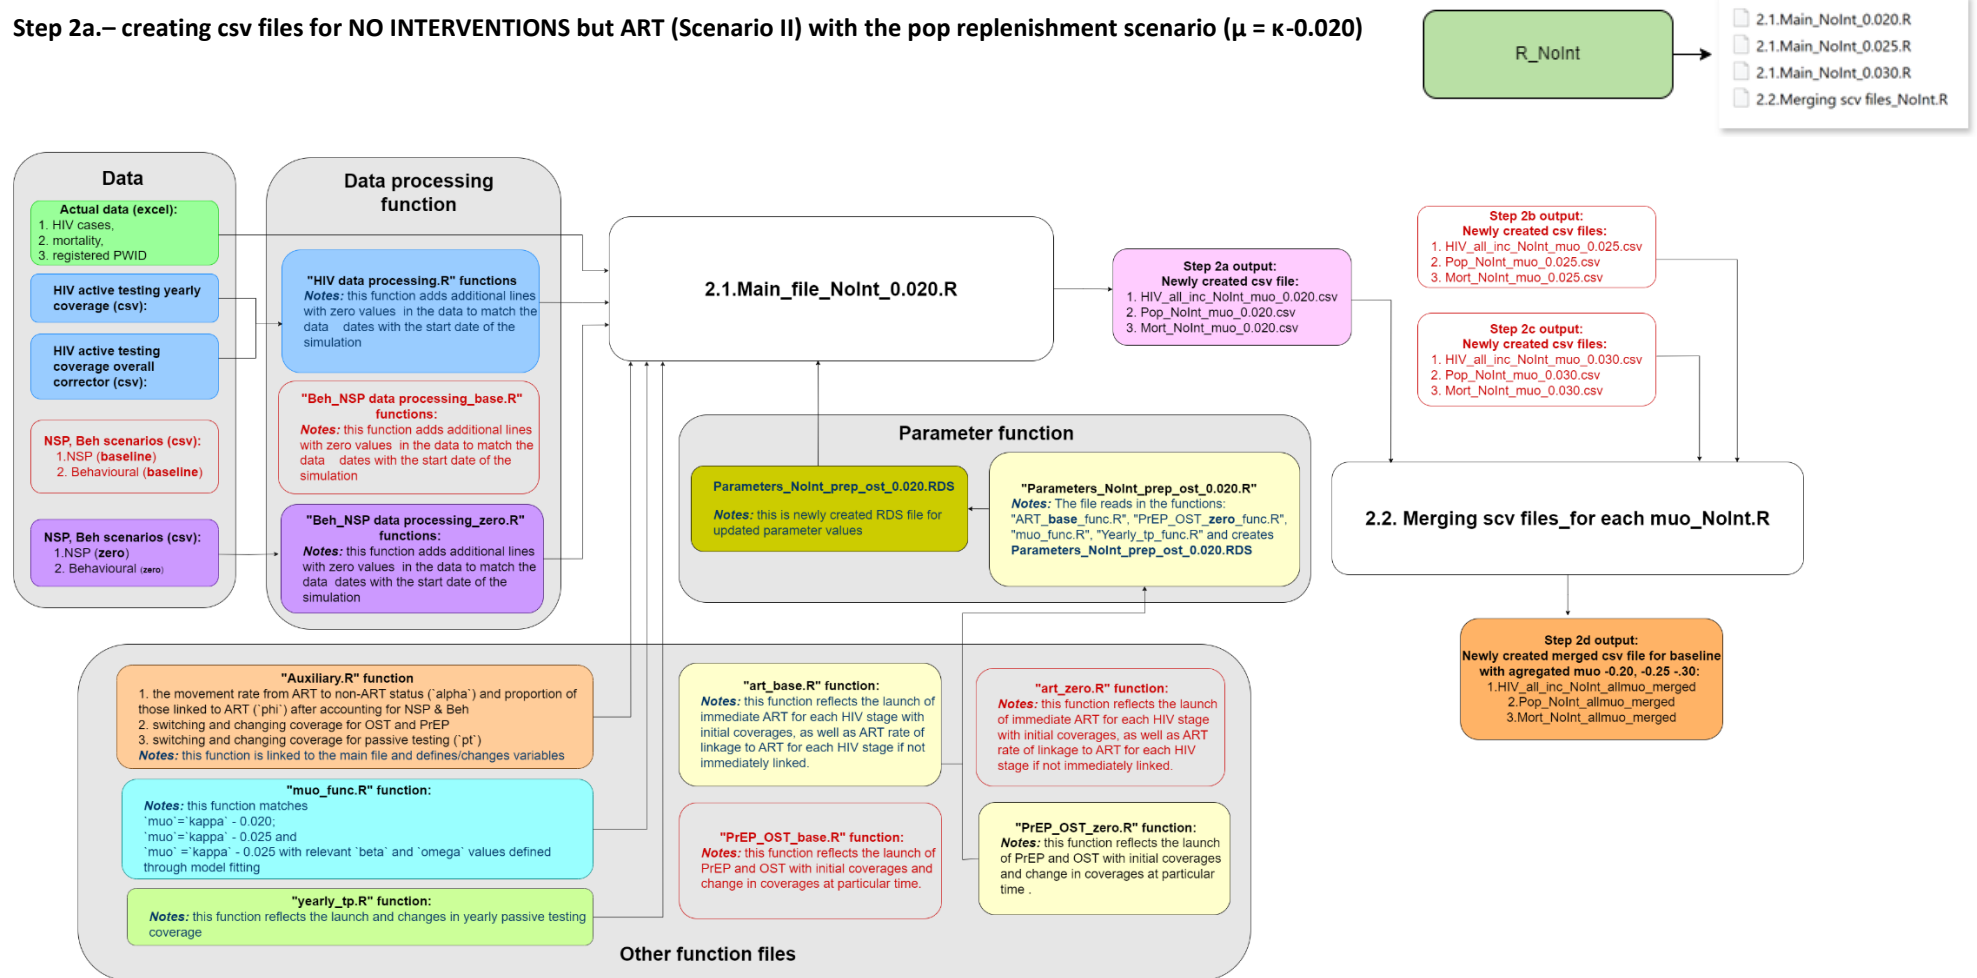 Step 2a.– creating csv files for NO INTERVENTIONS but ART (Scenario II) with the pop replenishment scenario (μ = κ-0.020)
R_NoInt
2.1.Main_NoInt_0.020.R
2.1.Main_NoInt_0.025.R
2.1.Main_NoInt_0.030.R
2.2.Merging scv files_NoInt.R
Data
Actual data (excel):
1. HIV cases,
2. mortality,
3. registered PWID
HIV active testing yearly
coverage (csv):
HIV active testing
coverage overall
corrector (csv):
NSP, Beh scenarios (csv):
1.NSP (baseline)
2. Behavioural (baseline)
NSP, Beh scenarios (csv):
1.NSP (zero)
2. Behavioural (zero)
Data processing
function
"HIV data processing.R" functions
Notes: this function adds additional lines
with zero values in the data to match the
data dates with the start date of the
simulation
"Beh_NSP data processing_base.R"
functions:
Notes: this function adds additional lines
with zero values in the data to match the
data dates with the start date of the
simulation
"Beh_NSP data processing_zero.R"
functions:
Notes: this function adds additional lines
with zero values in the data to match the
data dates with the start date of the
simulation
2.1.Main_file_NoInt_0.020.R
Step 2a output:
Newly created csv file:
1. HIV_all_inc_NoInt_muo_0.020.csv
2. Pop_NoInt_muo_0.020.csv
3. Mort_NoInt_muo_0.020.csv
Step 2b output:
Newly created csv files:
1. HIV_all_inc_NoInt_muo_0.025.csv
2. Pop_NoInt_muo_0.025.csv
3. Mort_NoInt_muo_0.025.csv
Step 2c output:
Newly created csv files:
1. HIV_all_inc_NoInt_muo_0.030.csv
2. Pop_NoInt_muo_0.030.csv
3. Mort_NoInt_muo_0.030.csv
Parameter function
Parameters_NoInt_prep_ost_0.020.RDS
Notes: this is newly created RDS file for
updated parameter values
"Parameters_NoInt_prep_ost_0.020.R"
Notes: The file reads in the functions:
"ART_base_func.R", "PrEP_OST_zero_func.R",
"muo_func.R", "Yearly_tp_func.R" and creates
Parameters_NoInt_prep_ost_0.020.RDS
2.2. Merging scv files_for each muo_NoInt.R
Step 2d output:
Newly created merged csv file for baseline
with agregated muo -0.20, -0.25 -.30:
1.HIV_all_inc_NoInt_allmuo_merged
2.Pop_NoInt_allmuo_merged
3.Mort_NoInt_allmuo_merged
"Auxiliary.R" function
1. the movement rate from ART to non-ART status (`alpha`) and proportion of
those linked to ART (`phi`) after accounting for NSP & Beh
2. switching and changing coverage for OST and PrEP
3. switching and changing coverage for passive testing (`pt`)
Notes: this function is linked to the main file and defines/changes variables
"muo_func.R" function:
Notes: this function matches
`muo`=`kappa` - 0.020;
`muo`=`kappa` - 0.025 and
`muo` =`kappa` - 0.025 with relevant `beta` and `omega` values defined
through model fitting
"yearly_tp.R" function:
Notes: this function reflects the launch and changes in yearly passive testing
coverage
"art_base.R" function:
Notes: this function reflects the launch of
immediate ART for each HIV stage with
initial coverages, as well as ART rate of
linkage to ART for each HIV stage if not
immediately linked.
"art_zero.R" function:
Notes: this function reflects the launch
of immediate ART for each HIV stage
with initial coverages, as well as ART
rate of linkage to ART for each HIV
stage if not immediately linked.
"PrEP_OST_base.R" function:
Notes: this function reflects the launch of
PrEP and OST with initial coverages and
change in coverages at particular time.
"PrEP_OST_zero.R" function:
Notes: this function reflects the launch
of PrEP and OST with initial coverages
and change in coverages at particular
time .
Other function files